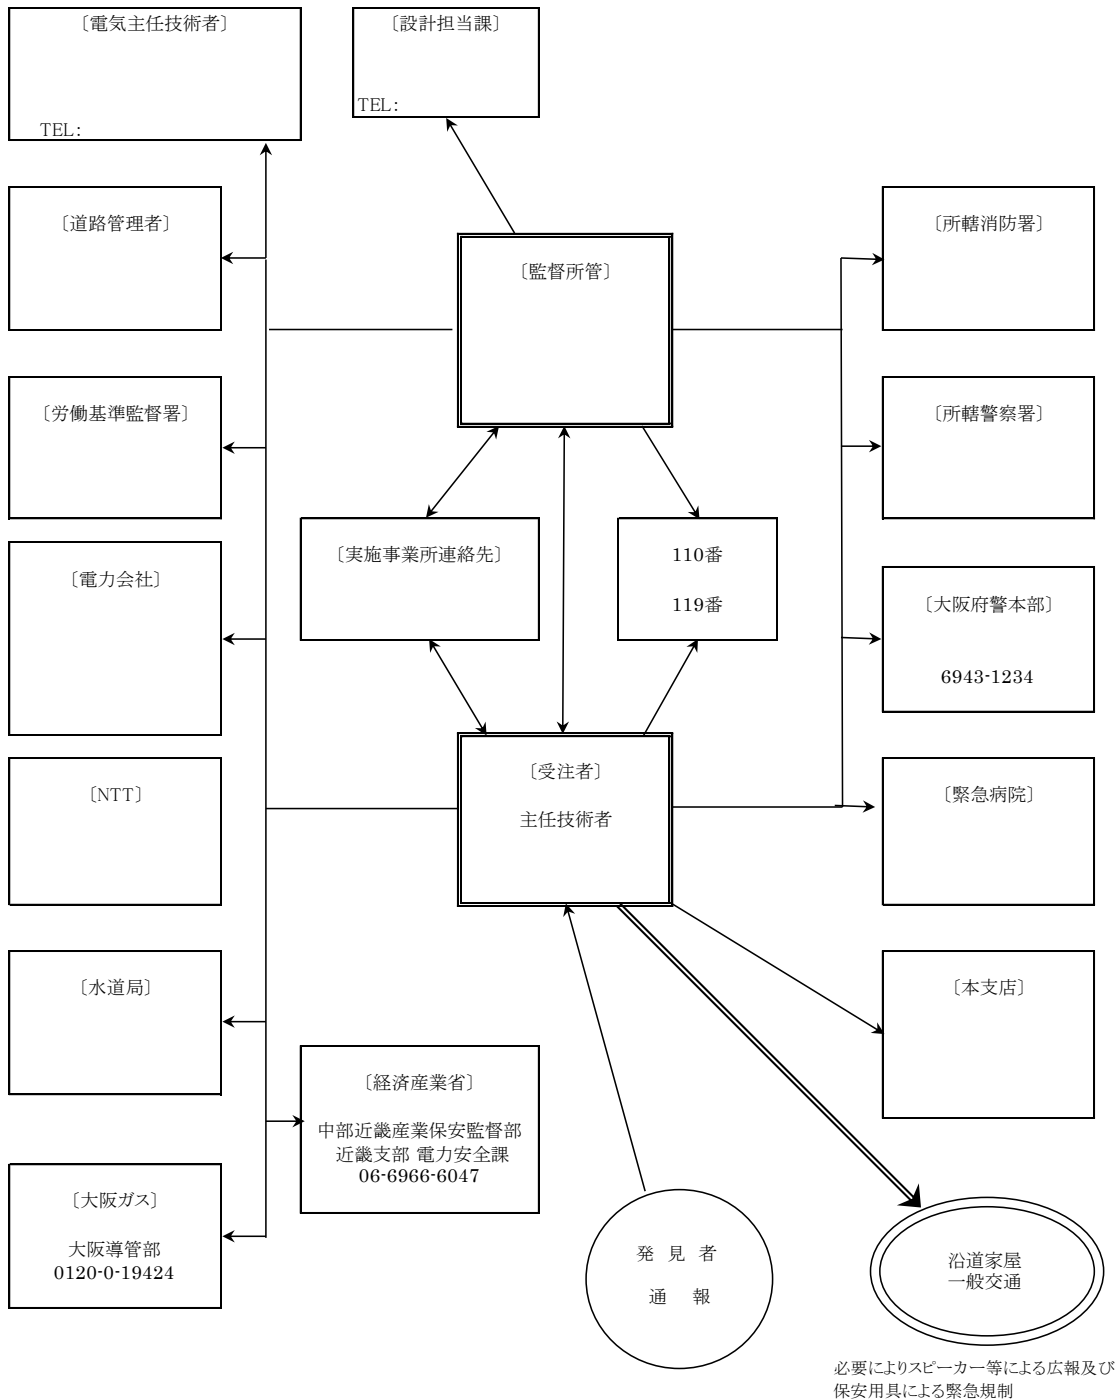 〔電気主任技術者〕
TEL：
〔設計担当課〕
TEL：
〔道路管理者〕
〔監督所管〕
〔所轄消防署〕
〔労働基準監督署〕
〔所轄警察署〕
〔実施事業所連絡先〕
110番
119番
〔電力会社〕
〔大阪府警本部〕
6943-1234
〔NTT〕
〔受注者〕
主任技術者
〔緊急病院〕
〔水道局〕
〔本支店〕
〔経済産業省〕
中部近畿産業保安監督部
近畿支部 電力安全課
06-6966-6047
〔大阪ガス〕
大阪導管部
0120-0-19424
発 見 者
通 報
沿道家屋
一般交通
必要によりスピーカー等による広報及び
保安用具による緊急規制